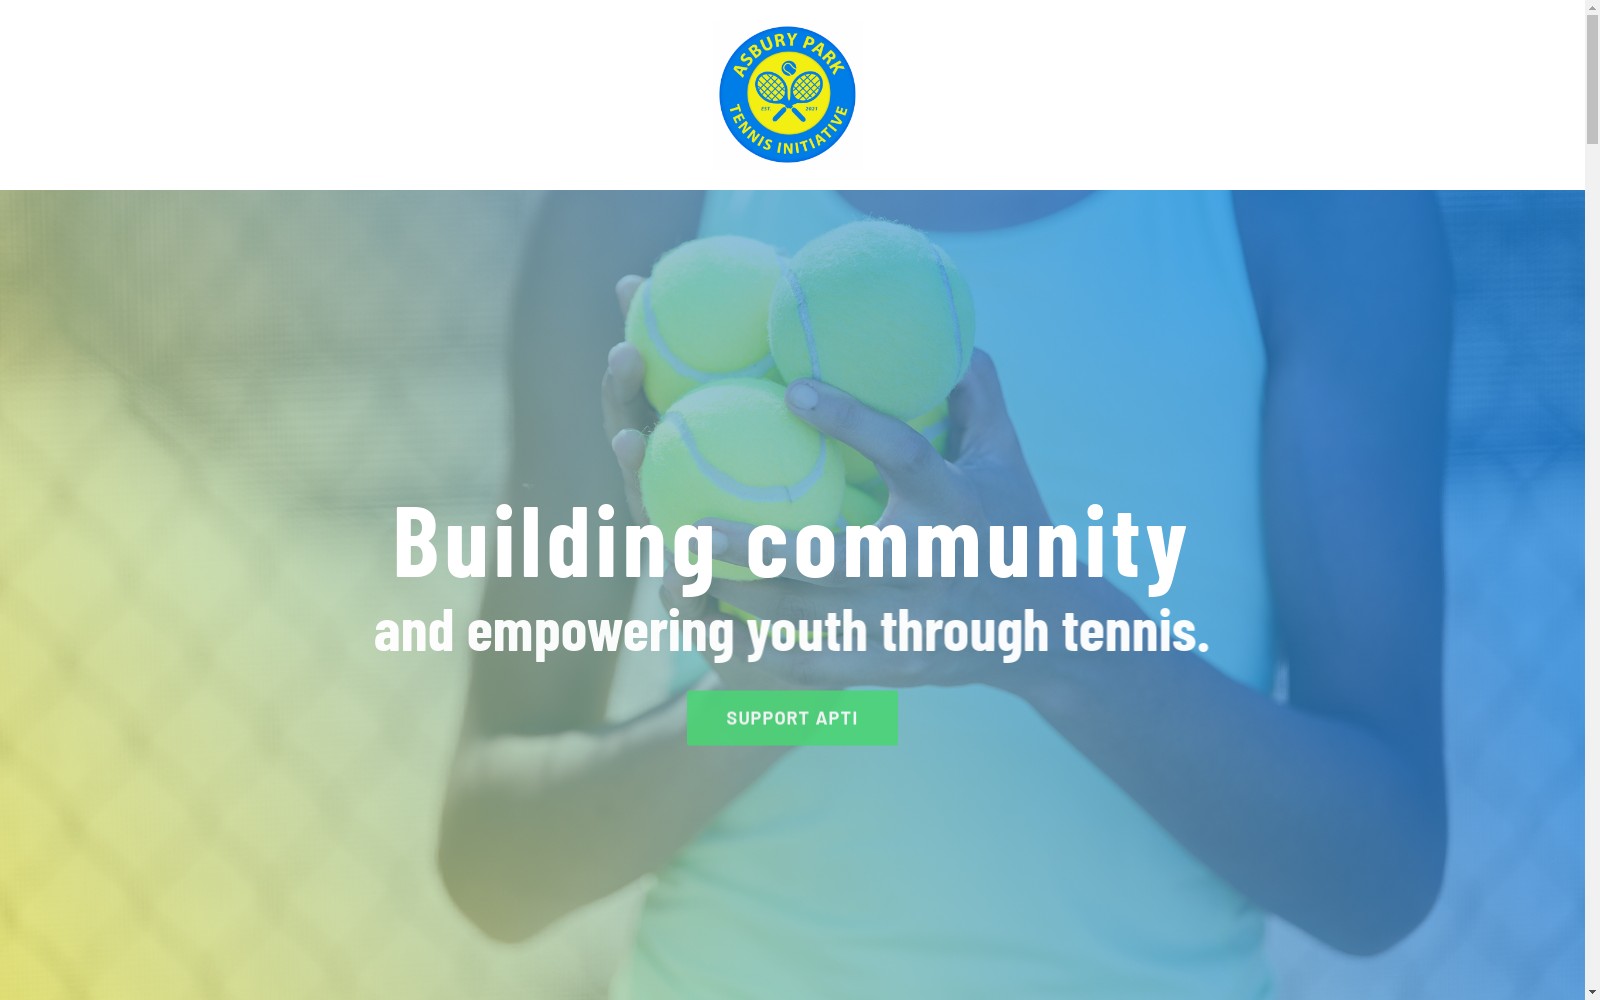 ASBURY PARK
EST 2021
TENNIS INITIATIVE
Building community
and empowering youth through tennis.
SUPPORT APTI